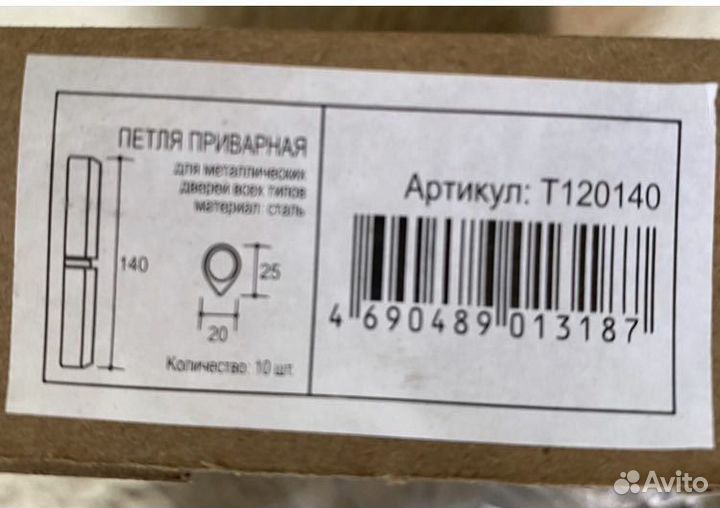 ПЕТЛЯ ПРИВАРНАЯ
для металлических
дверей всех типов
материал: сталь
140
25
20
Количество: 10 шт.
Артикул: T120140
4 690489 013187
Avito